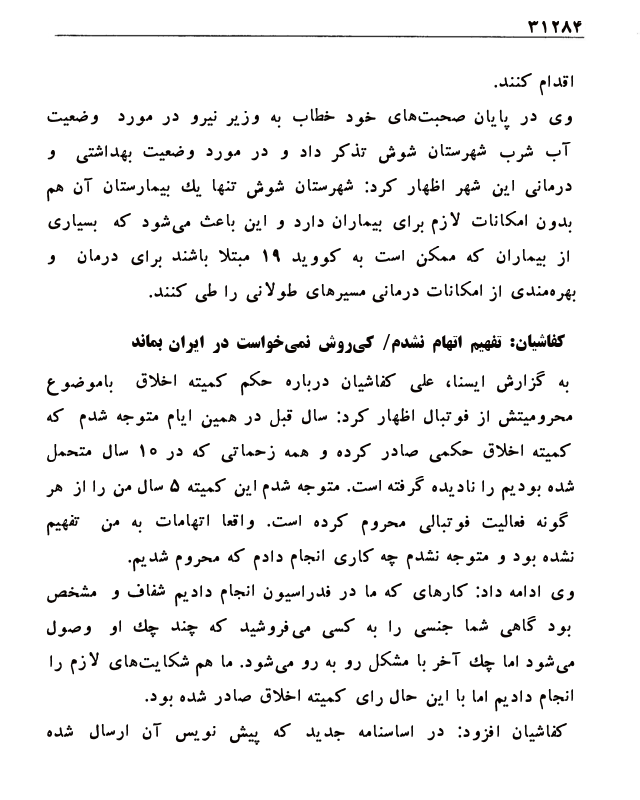 ۳۱۲۸۴
اقدام کنند.
وی در پایان صحبت‌های خود خطاب به وزیر نیرو در مورد وضعیت
آب شرب شهرستان شوش تذکر داد و در مورد وضعیت بهداشتی و
درمانی این شهر اظهار کرد: شهرستان شوش تنها یك بیمارستان آن هم
بدون امکانات لازم برای بیماران دارد و این باعث می‌شود که بسیاری
از بیماران که ممکن است به کووید ۱۹ مبتلا باشند برای درمان و
بهره‌مندی از امکانات درمانی مسیرهای طولانی را طی کنند.
کفاشیان: تفهیم اتهام نشدم/ کی‌روش نمی‌خواست در ایران بماند
به گزارش ایسنا، علی کفاشیان درباره حکم کمیته اخلاق باموضوع
محرومیتش از فوتبال اظهار کرد: سال قبل در همین ایام متوجه شدم که
کمیته اخلاق حکمی صادر کرده و همه زحماتی که در ۱۰ سال متحمل
شده بودیم را نادیده گرفته است. متوجه شدم این کمیته ۵ سال من را از هر
گونه فعالیت فوتبالی محروم کرده است. واقعا اتهامات به من تفهیم
نشده بود و متوجه نشدم چه کاری انجام دادم که محروم شدیم.
وی ادامه داد: کارهای که ما در فدراسیون انجام دادیم شفاف و مشخص
بود گاهی شما جنسی را به کسی می‌فروشید که چند چك او وصول
می‌شود اما چك آخر با مشکل رو به رو می‌شود. ما هم شکایت‌های لازم را
انجام دادیم اما با این حال رای کمیته اخلاق صادر شده بود.
کفاشیان افزود: در اساسنامه جدید که پیش نویس آن ارسال شده